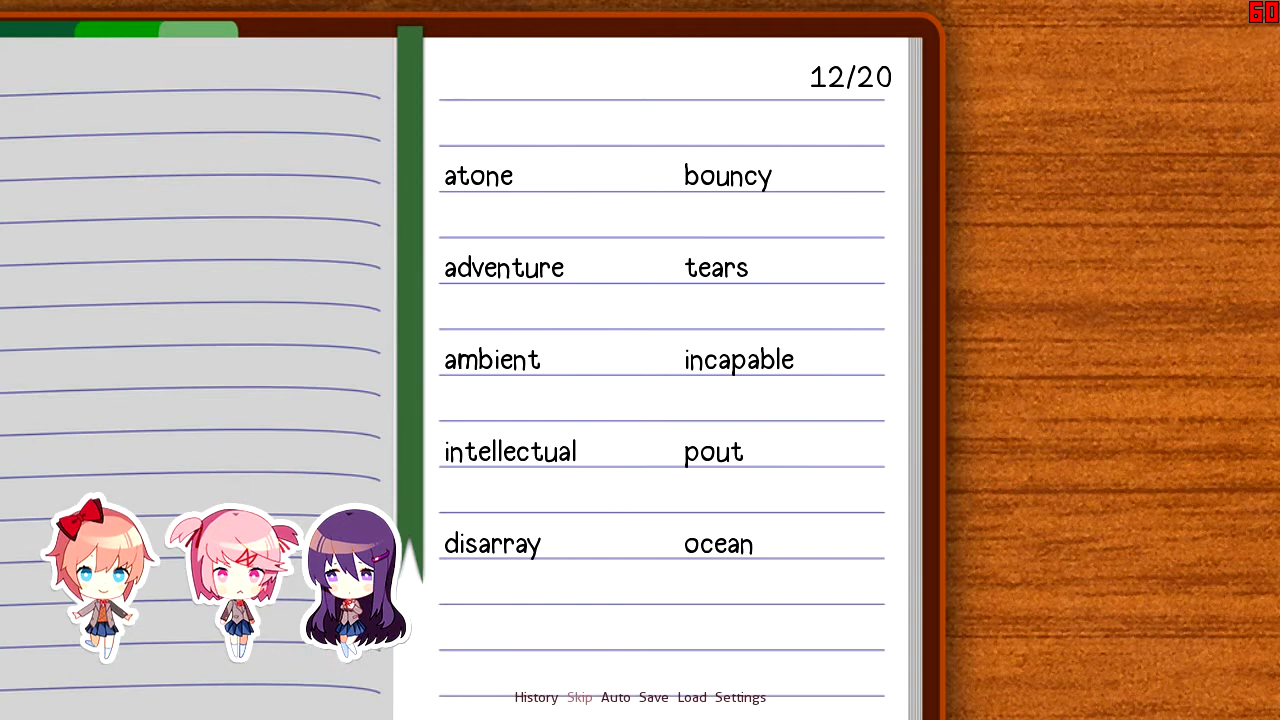 60
12/20
atone bouncy
adventure tears
ambient incapable
intellectual pout
disarray ocean
History Skip Auto Save Load Settings